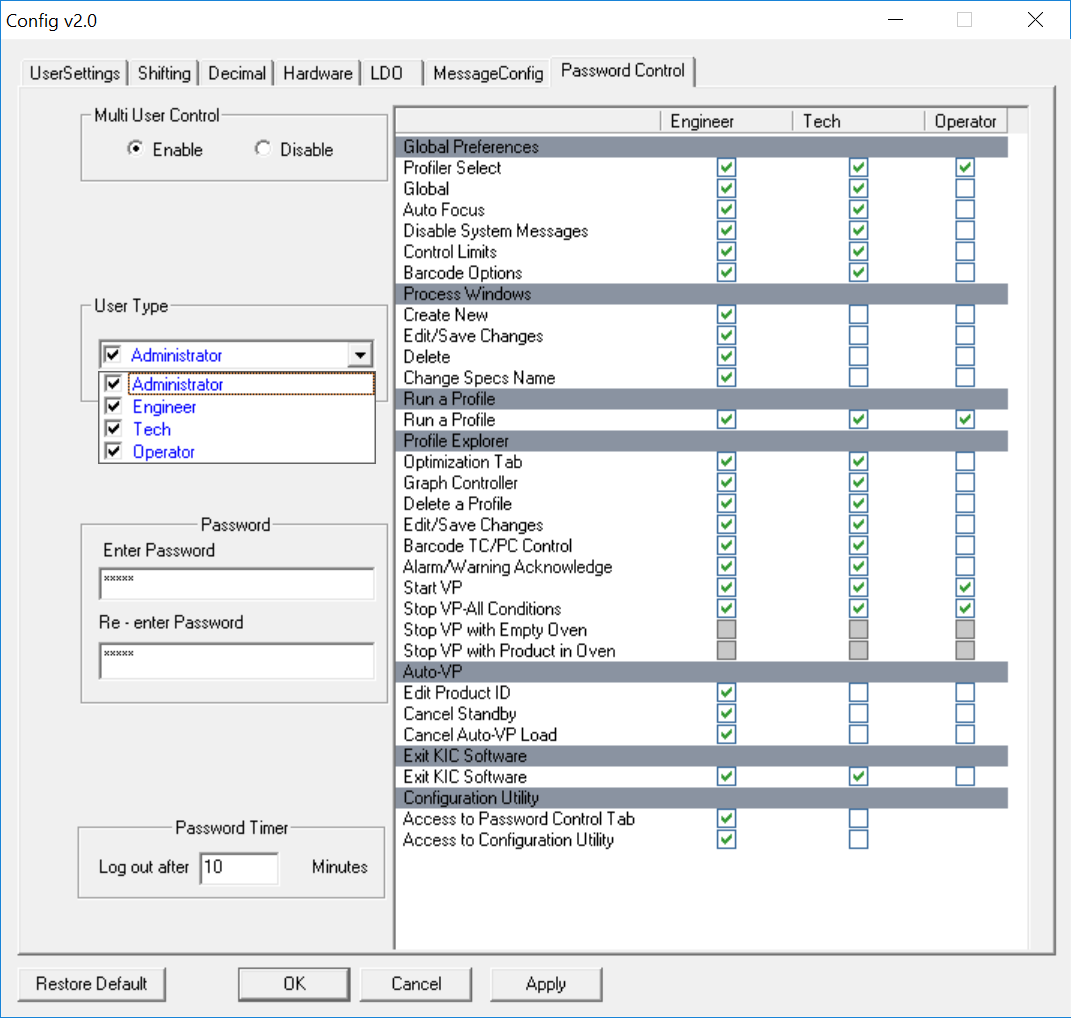 Config v2.0
UserSettings Shifting Decimal Hardware LDO MessageConfig Password Control
Multi User Control
Enable Disable
User Type
Administrator
Administrator
Engineer
Tech
Operator
Password
Enter Password
*****
Re - enter Password
*****
Password Timer
Log out after 10 Minutes
Engineer Tech Operator
Global Preferences
Profiler Select
Global
Auto Focus
Disable System Messages
Control Limits
Barcode Options
Process Windows
Create New
Edit/Save Changes
Delete
Change Specs Name
Run a Profile
Run a Profile
Profile Explorer
Optimization Tab
Graph Controller
Delete a Profile
Edit/Save Changes
Barcode TC/PC Control
Alarm/Warning Acknowledge
Start VP
Stop VP-All Conditions
Stop VP with Empty Oven
Stop VP with Product in Oven
Auto-VP
Edit Product ID
Cancel Standby
Cancel Auto-VP Load
Exit KIC Software
Exit KIC Software
Configuration Utility
Access to Password Control Tab
Access to Configuration Utility
Restore Default OK Cancel Apply